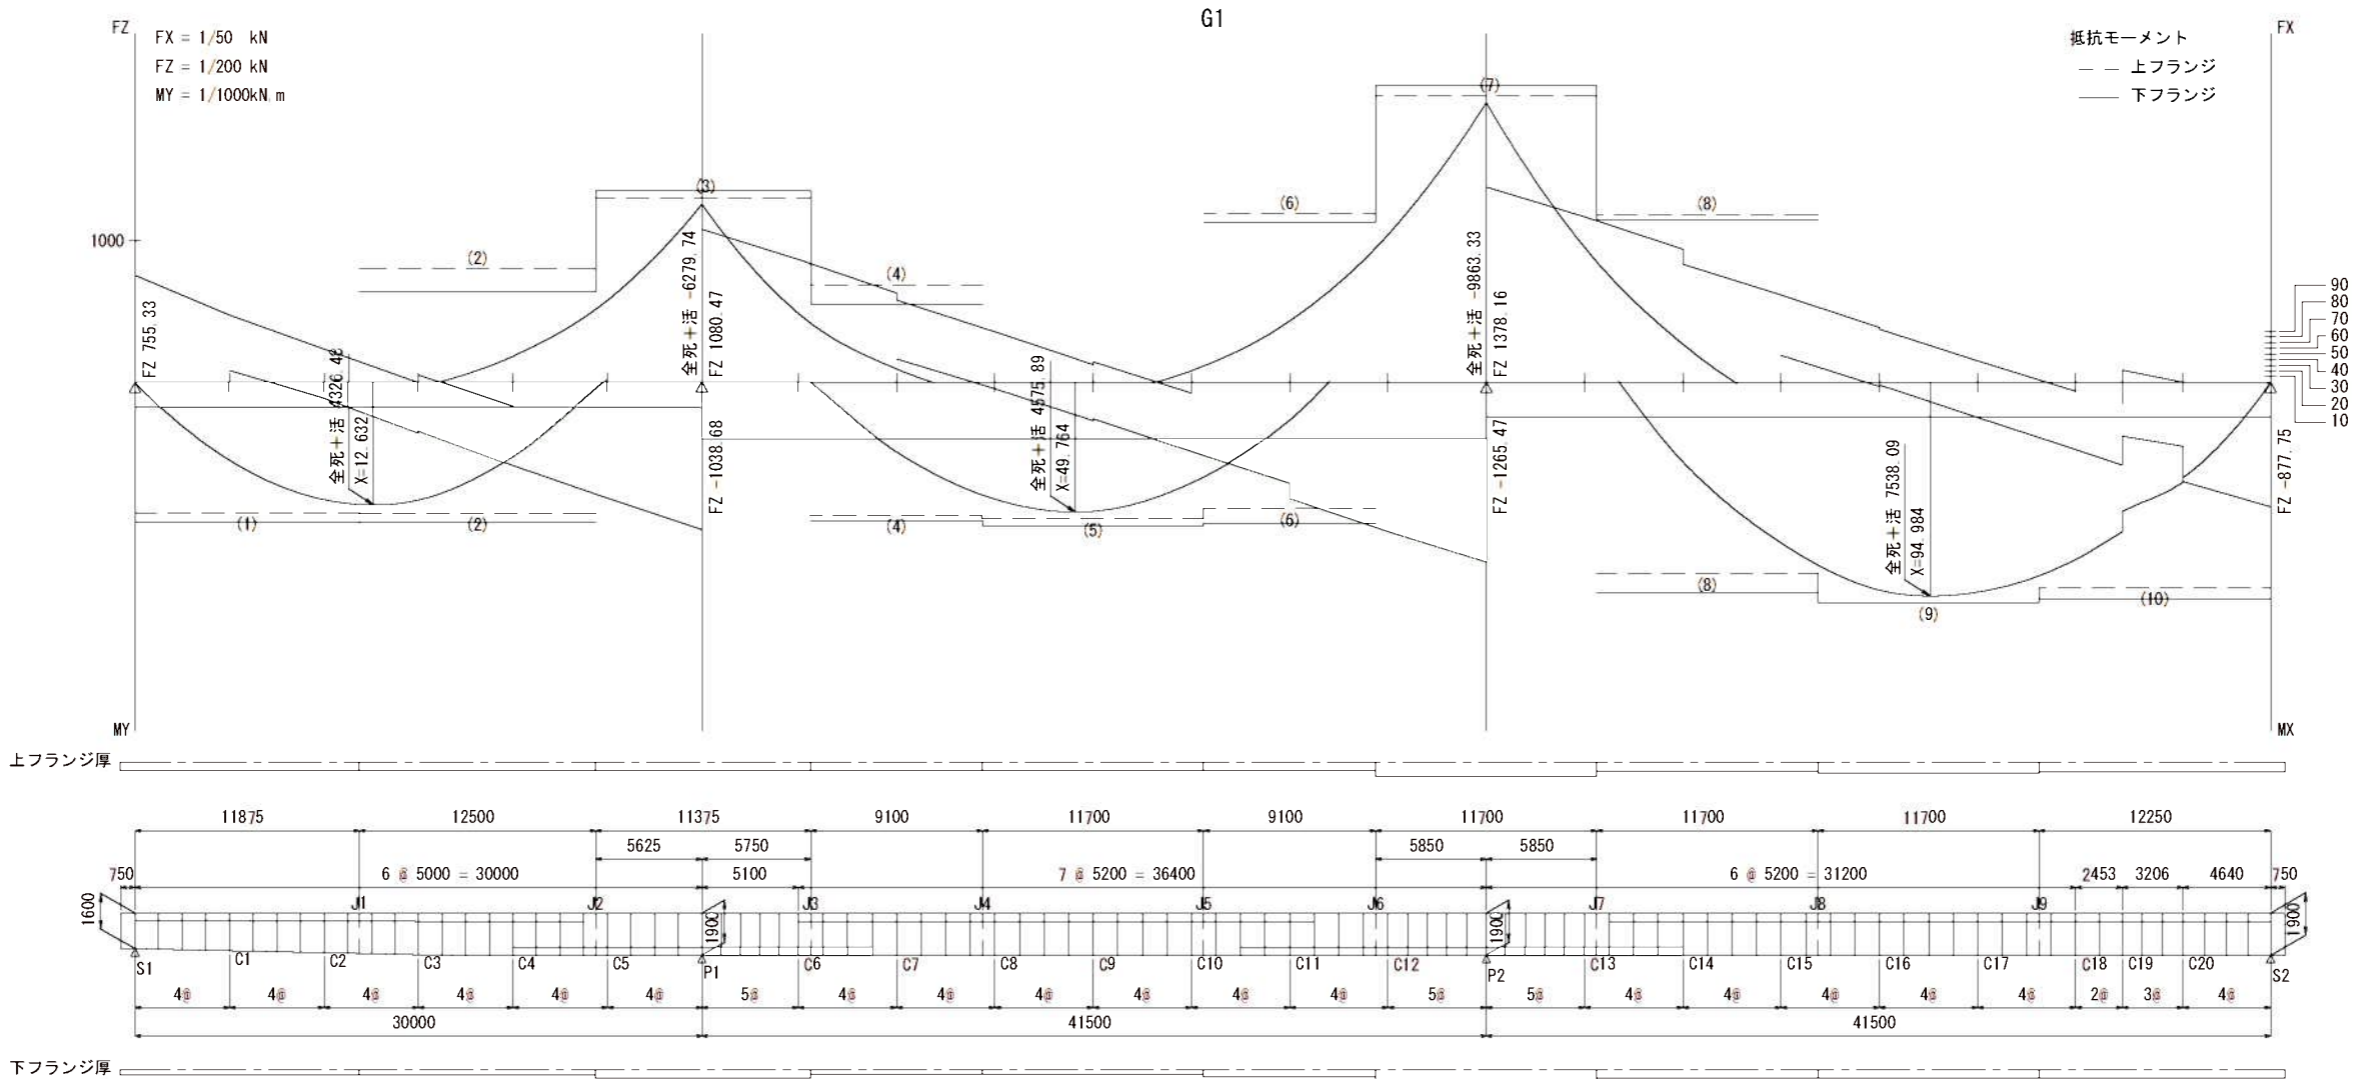 G1
FZ
FX
FX = 1/50 kN
FZ = 1/200 kN
MY = 1/1000kN.m
抵抗モーメント
上フランジ
下フランジ
(7)
(3)
(6)
(8)
1000
(2)
(4)
FZ 755.33
全死+活 4326.48
X=12.632
全死+活 -6279.74
FZ 1080.47
FZ -1038.68
全死+活 4575.89
X=49.764
全死+活 -9863.33
FZ 1378.16
FZ -1265.47
全死+活 7538.09
X=94.984
FZ -877.75
90
80
70
60
50
40
30
20
10
(1)
(2)
(4)
(5)
(6)
(8)
(9)
(10)
MY
MX
上フランジ厚
11875 12500 11375 9100 11700 9100 11700 11700 11700 12250
5625 5750 5850 5850
750 6 @ 5000 = 30000 5100 7 @ 5200 = 36400 6 @ 5200 = 31200 2453 3206 4640 750
J1 J2 J3 J4 J5 J6 J7 J8 J9
1600 1900 1900 1900
S1 C1 C2 C3 C4 C5 P1 C6 C7 C8 C9 C10 C11 C12 P2 C13 C14 C15 C16 C17 C18 C19 C20 S2
4@ 4@ 4@ 4@ 4@ 4@ 5@ 4@ 4@ 4@ 4@ 4@ 4@ 5@ 5@ 4@ 4@ 4@ 4@ 4@ 2@ 3@ 4@
30000 41500 41500
下フランジ厚